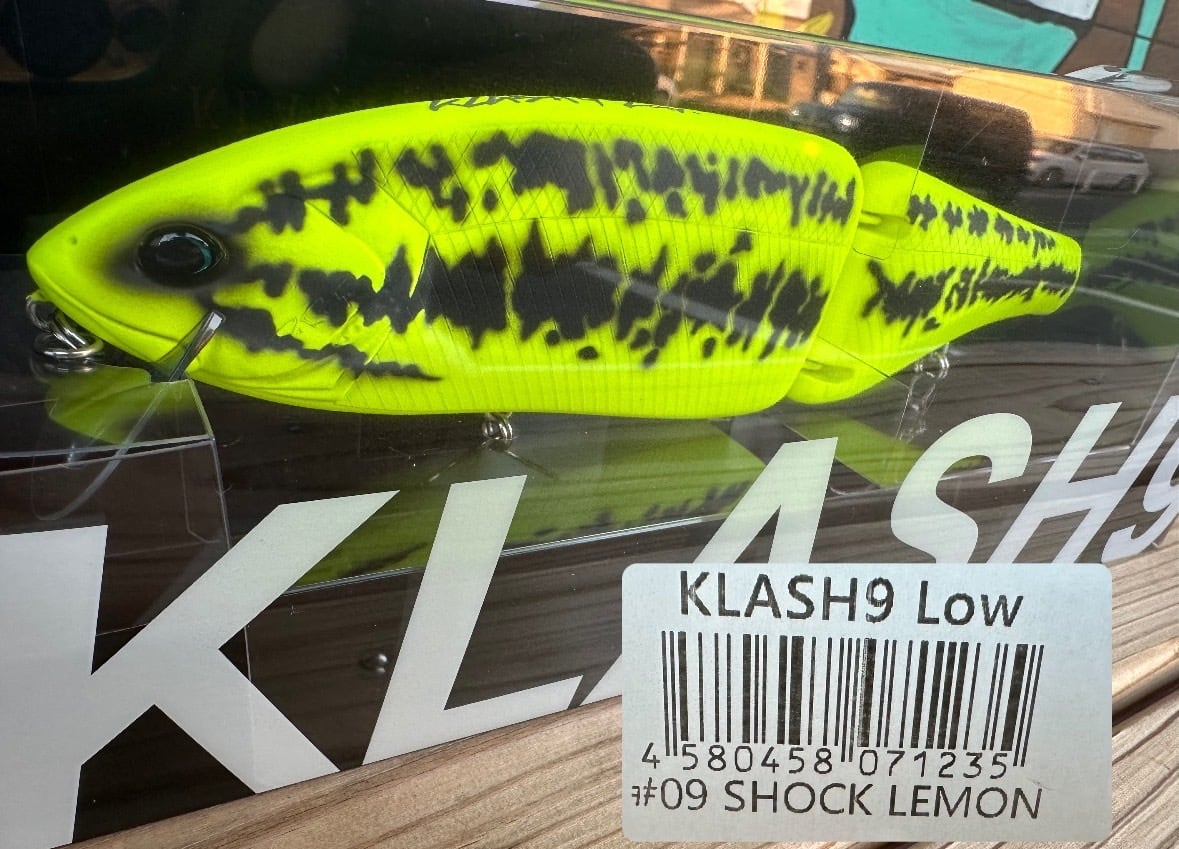 KLASH9
KLASH9 Low
4 580458 071235
#09 SHOCK LEMON